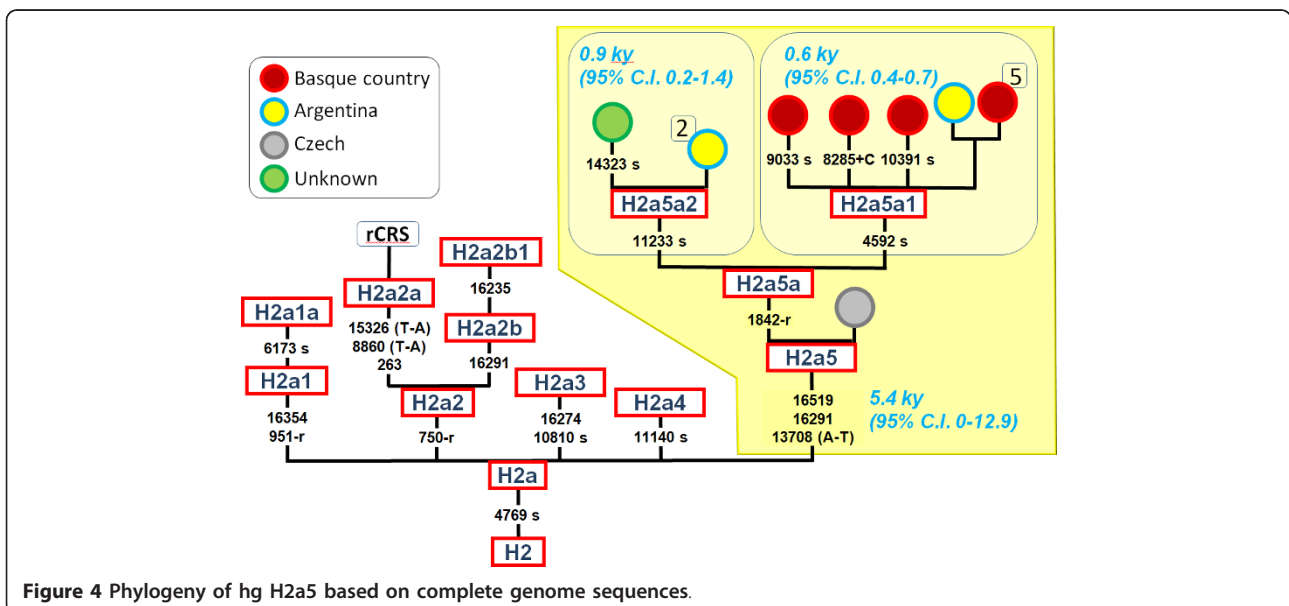 Basque country
Argentina
Czech
Unknown
0.9 ky
(95% C.I. 0.2-1.4)
0.6 ky
(95% C.I. 0.4-0.7)
5
2
14323 s
9033 s
8285+C
10391 s
H2a5a2
H2a5a1
11233 s
4592 s
rCRS
H2a2b1
H2a5a
H2a2a
16235
1842-r
H2a1a
15326 (T-A)
8860 (T-A)
263
H2a2b
6173 s
16291
H2a5
H2a1
H2a3
H2a2
H2a4
16519
16291
13708 (A-T)
5.4 ky
(95% C.I. 0-12.9)
16354
951-r
750-r
16274
10810 s
11140 s
H2a
4769 s
H2
Figure 4 Phylogeny of hg H2a5 based on complete genome sequences.